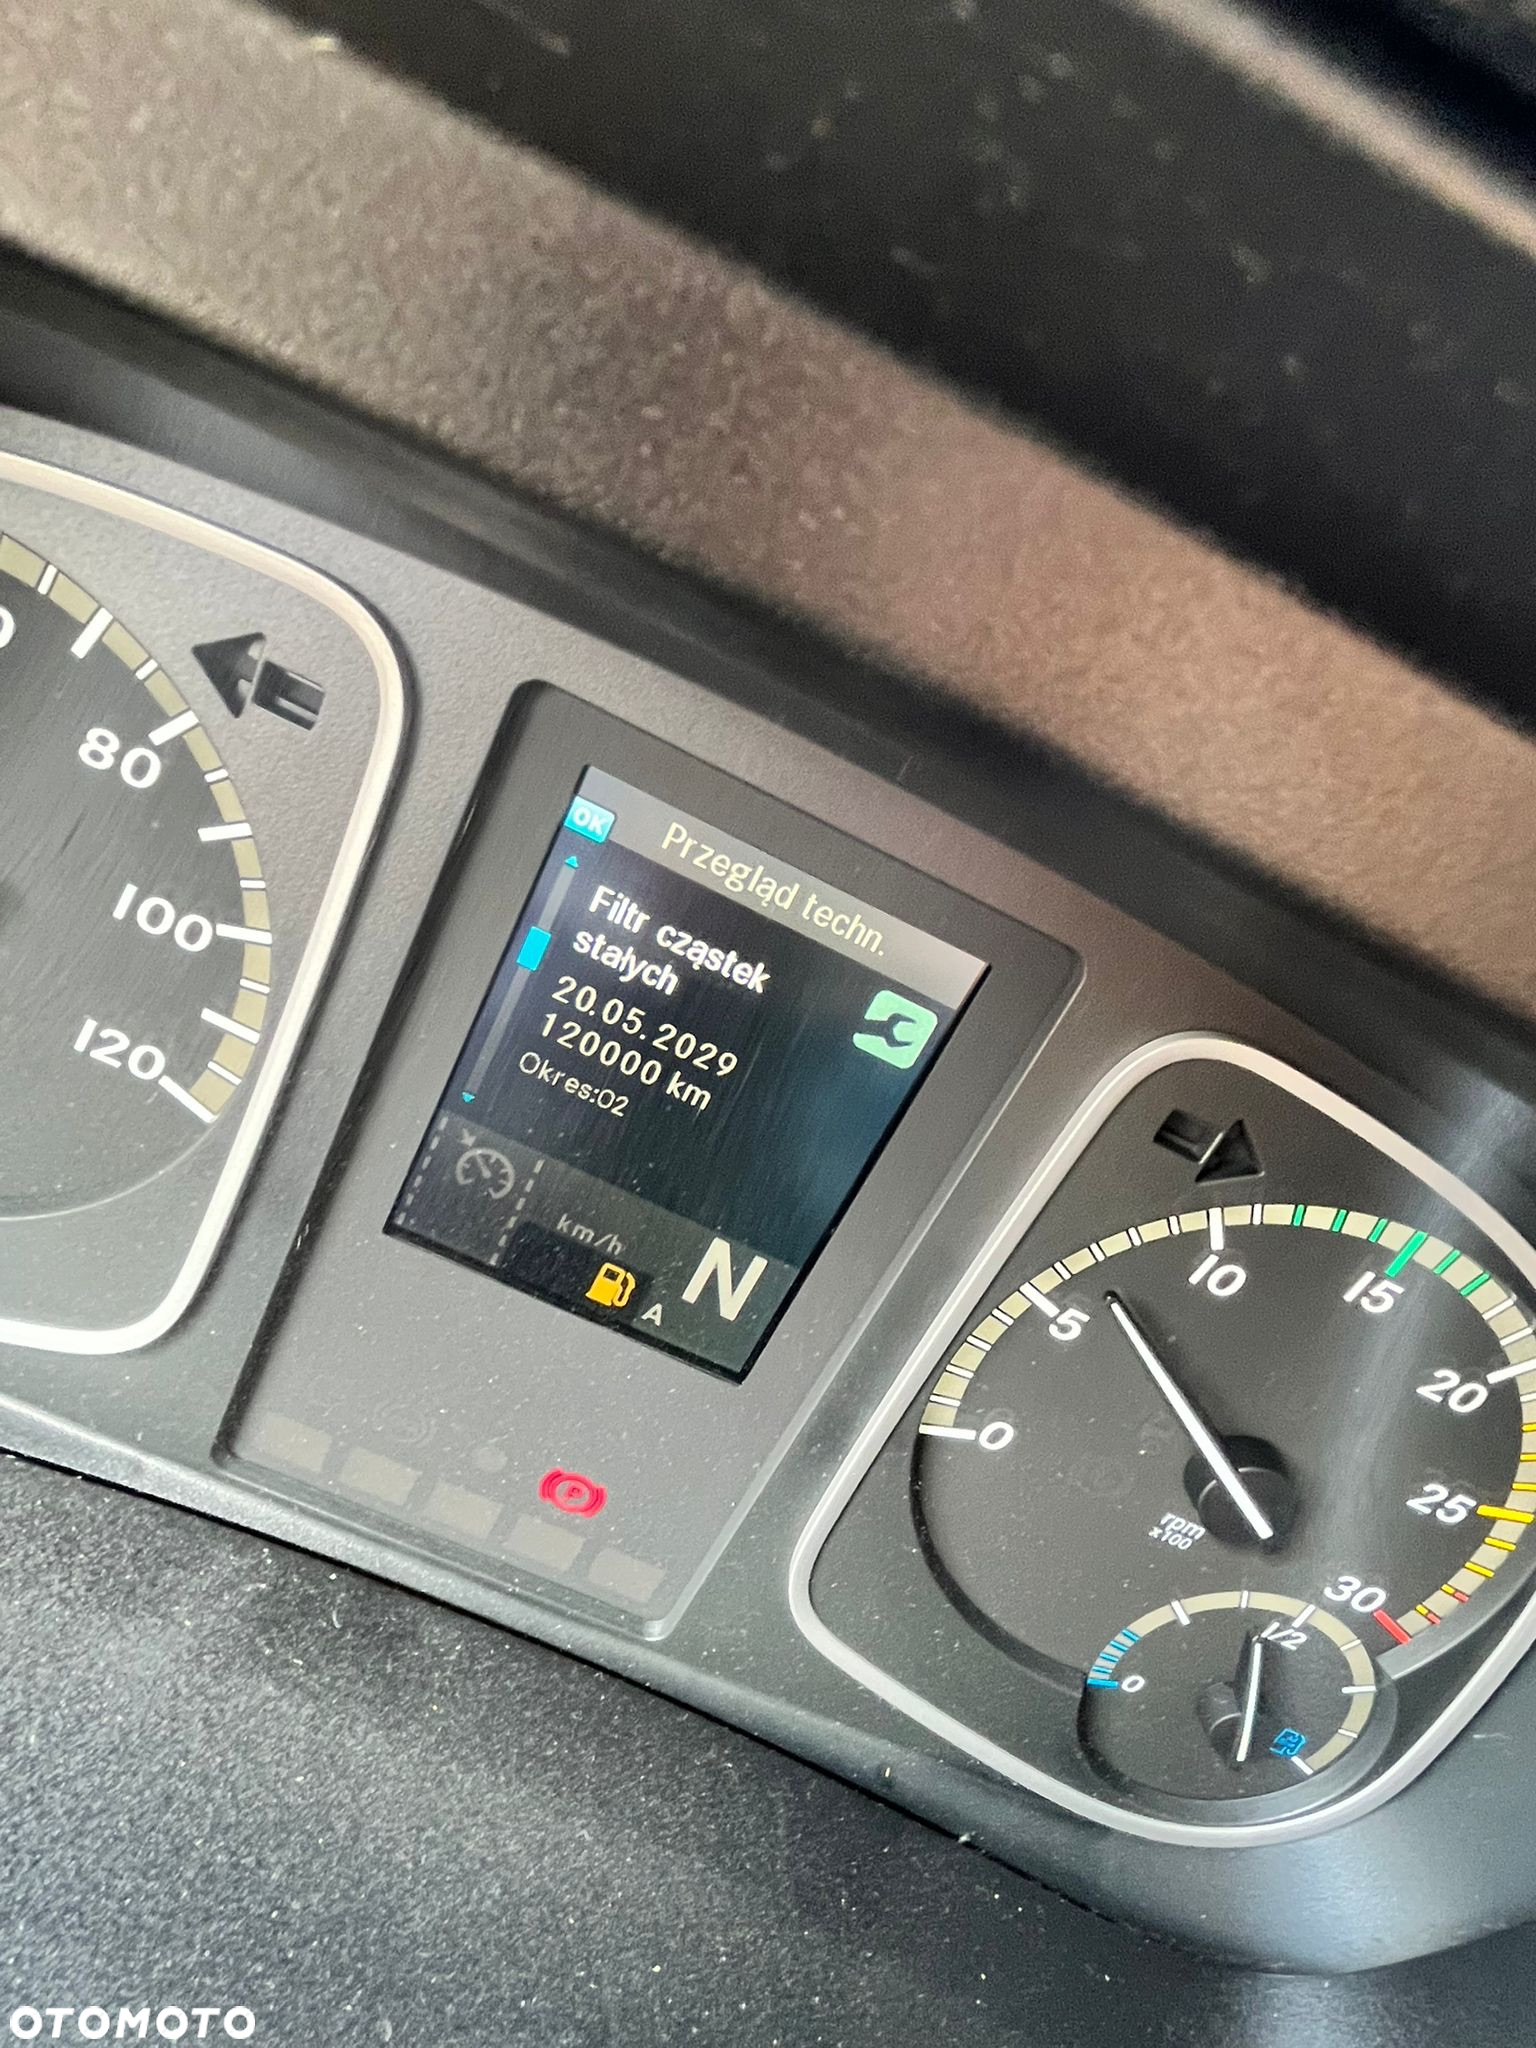 80
100
120
OK
Przegląd techn.
Filtr cząstek
stałych
20.05.2029
120000 km
Okres:02
km/h
A
N
P
0
5
10
15
20
25
30
rpm
x100
0
1/2
OTOMOTO